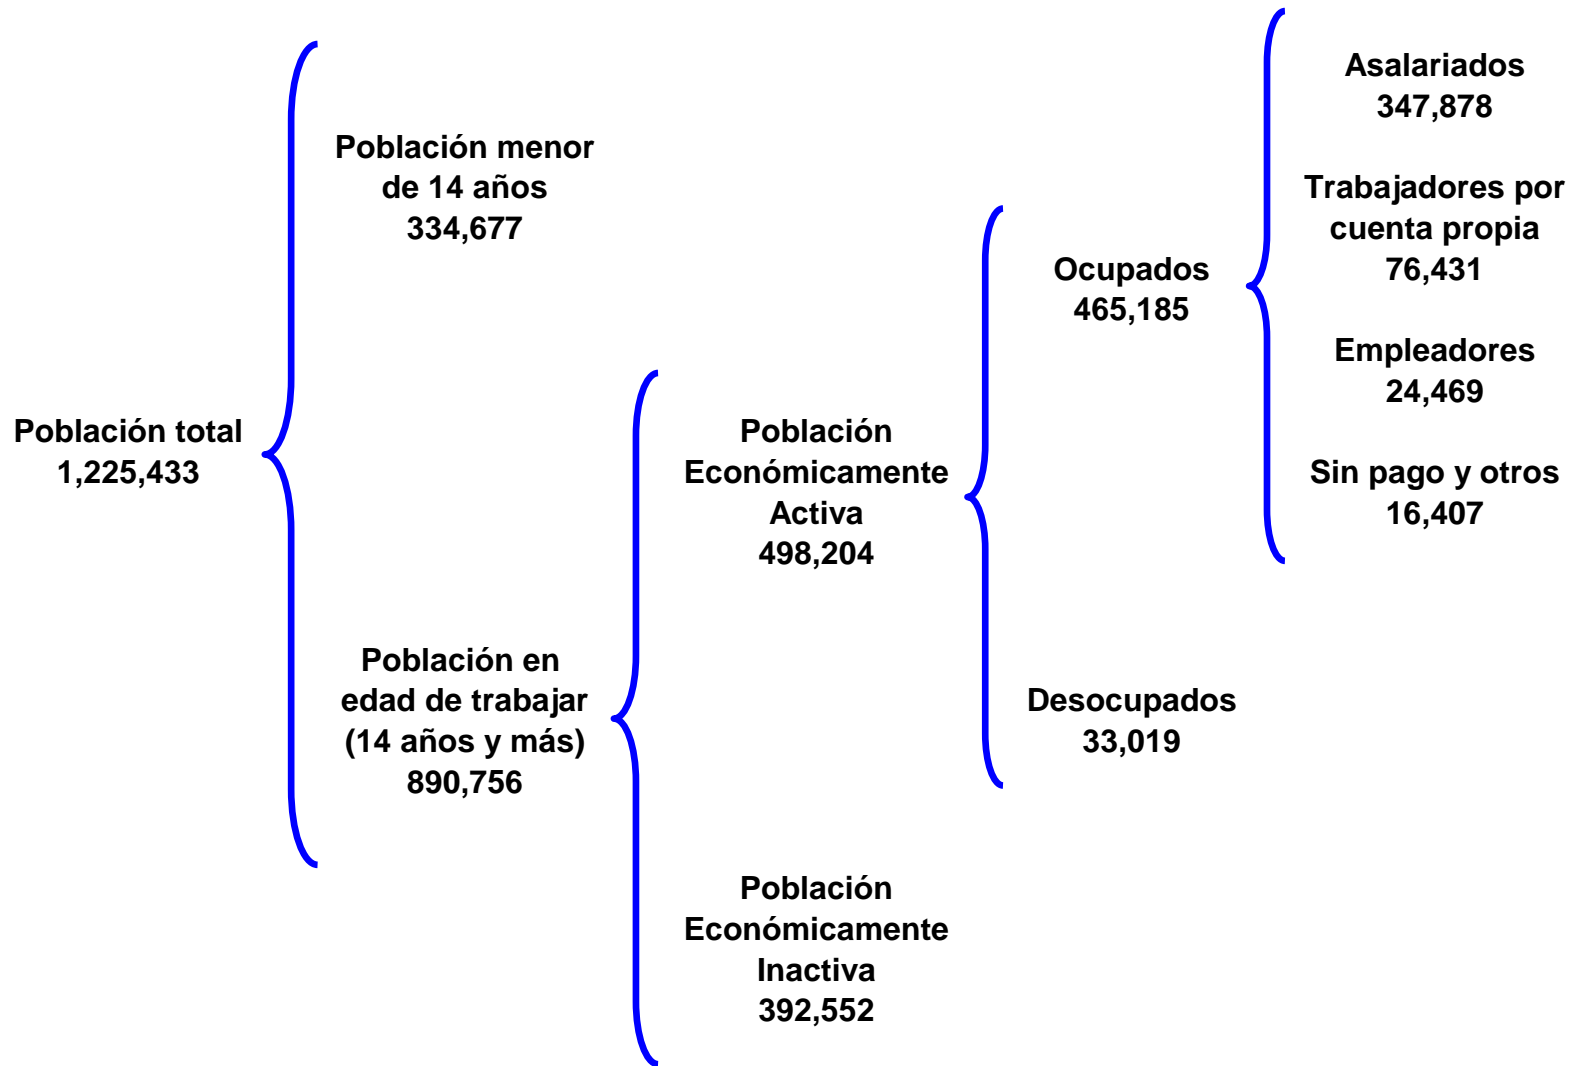 Población total
1,225,433
Población menor
de 14 años
334,677
Población en
edad de trabajar
(14 años y más)
890,756
Población
Económicamente
Activa
498,204
Población
Económicamente
Inactiva
392,552
Ocupados
465,185
Desocupados
33,019
Asalariados
347,878
Trabajadores por
cuenta propia
76,431
Empleadores
24,469
Sin pago y otros
16,407